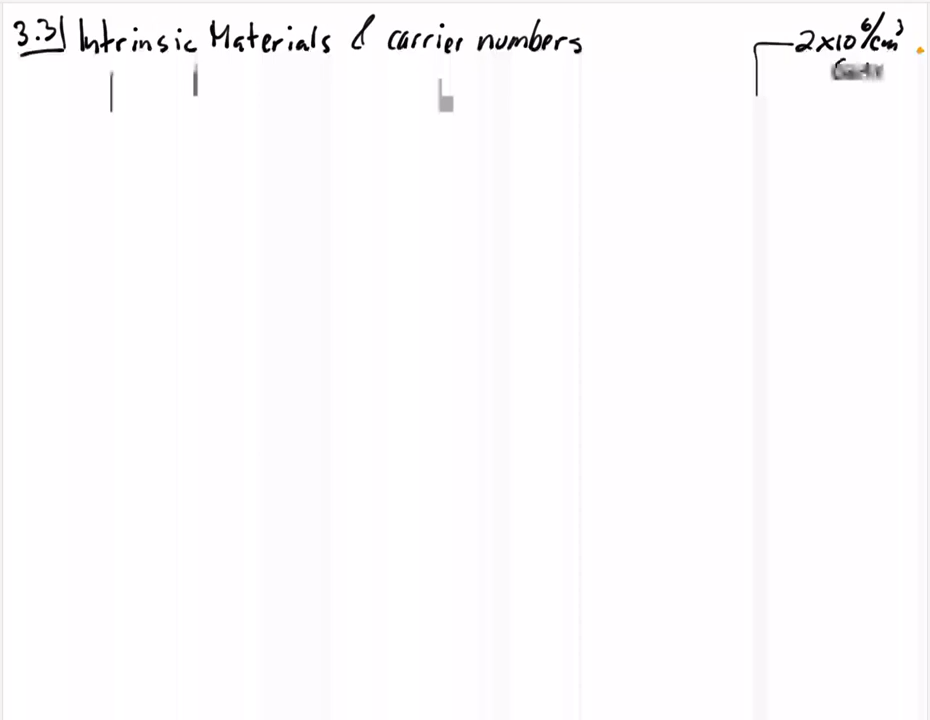 3.3 Intrinsic Materials & carrier numbers
2x10⁶/cm³